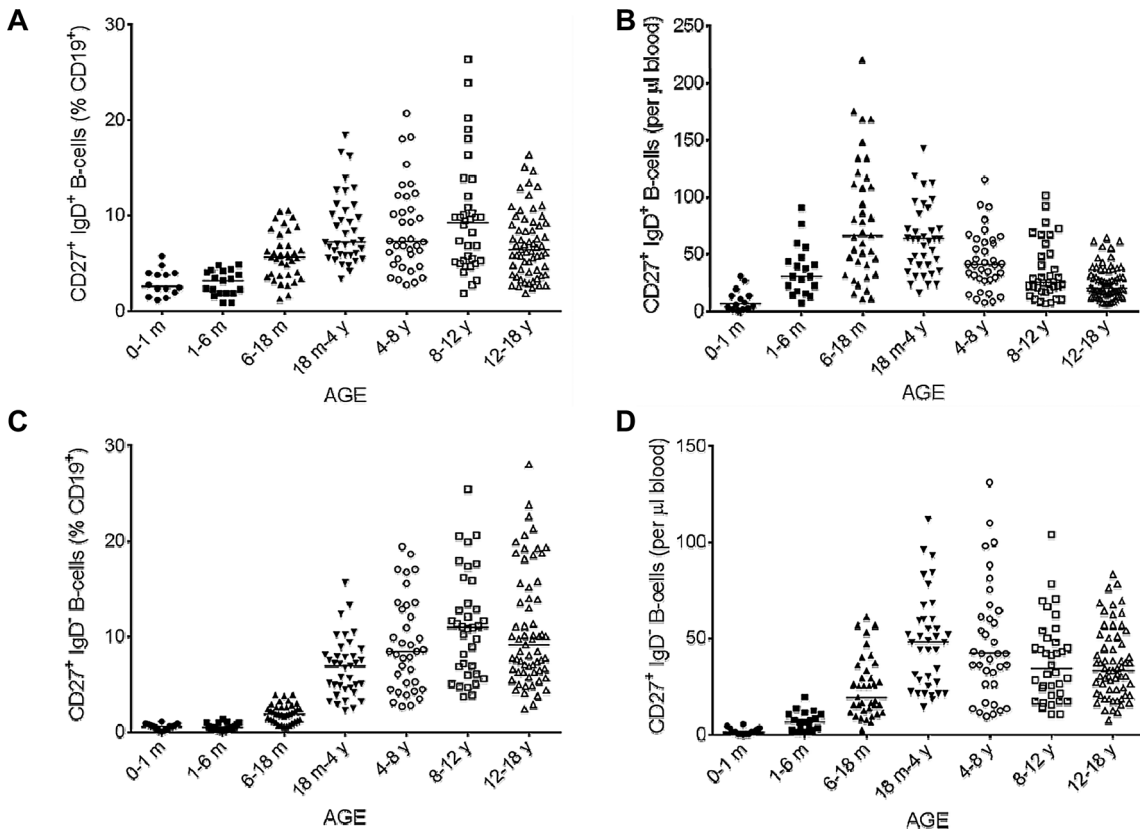 A
CD27+ IgD+ B-cells (% CD19+)
30
20
10
0
0-1 m
1-6 m
6-18 m
18 m-4 y
4-8 y
8-12 y
12-18 y
AGE
B
CD27+ IgD+ B-cells (per µl blood)
250
200
150
100
50
0
0-1 m
1-6 m
6-18 m
18 m-4 y
4-8 y
8-12 y
12-18 y
AGE
C
CD27+ IgD- B-cells (% CD19+)
30
20
10
0
0-1 m
1-6 m
6-18 m
18 m-4 y
4-8 y
8-12 y
12-18 y
AGE
D
CD27+ IgD- B-cells (per µl blood)
150
100
50
0
0-1 m
1-6 m
6-18 m
18 m-4 y
4-8 y
8-12 y
12-18 y
AGE